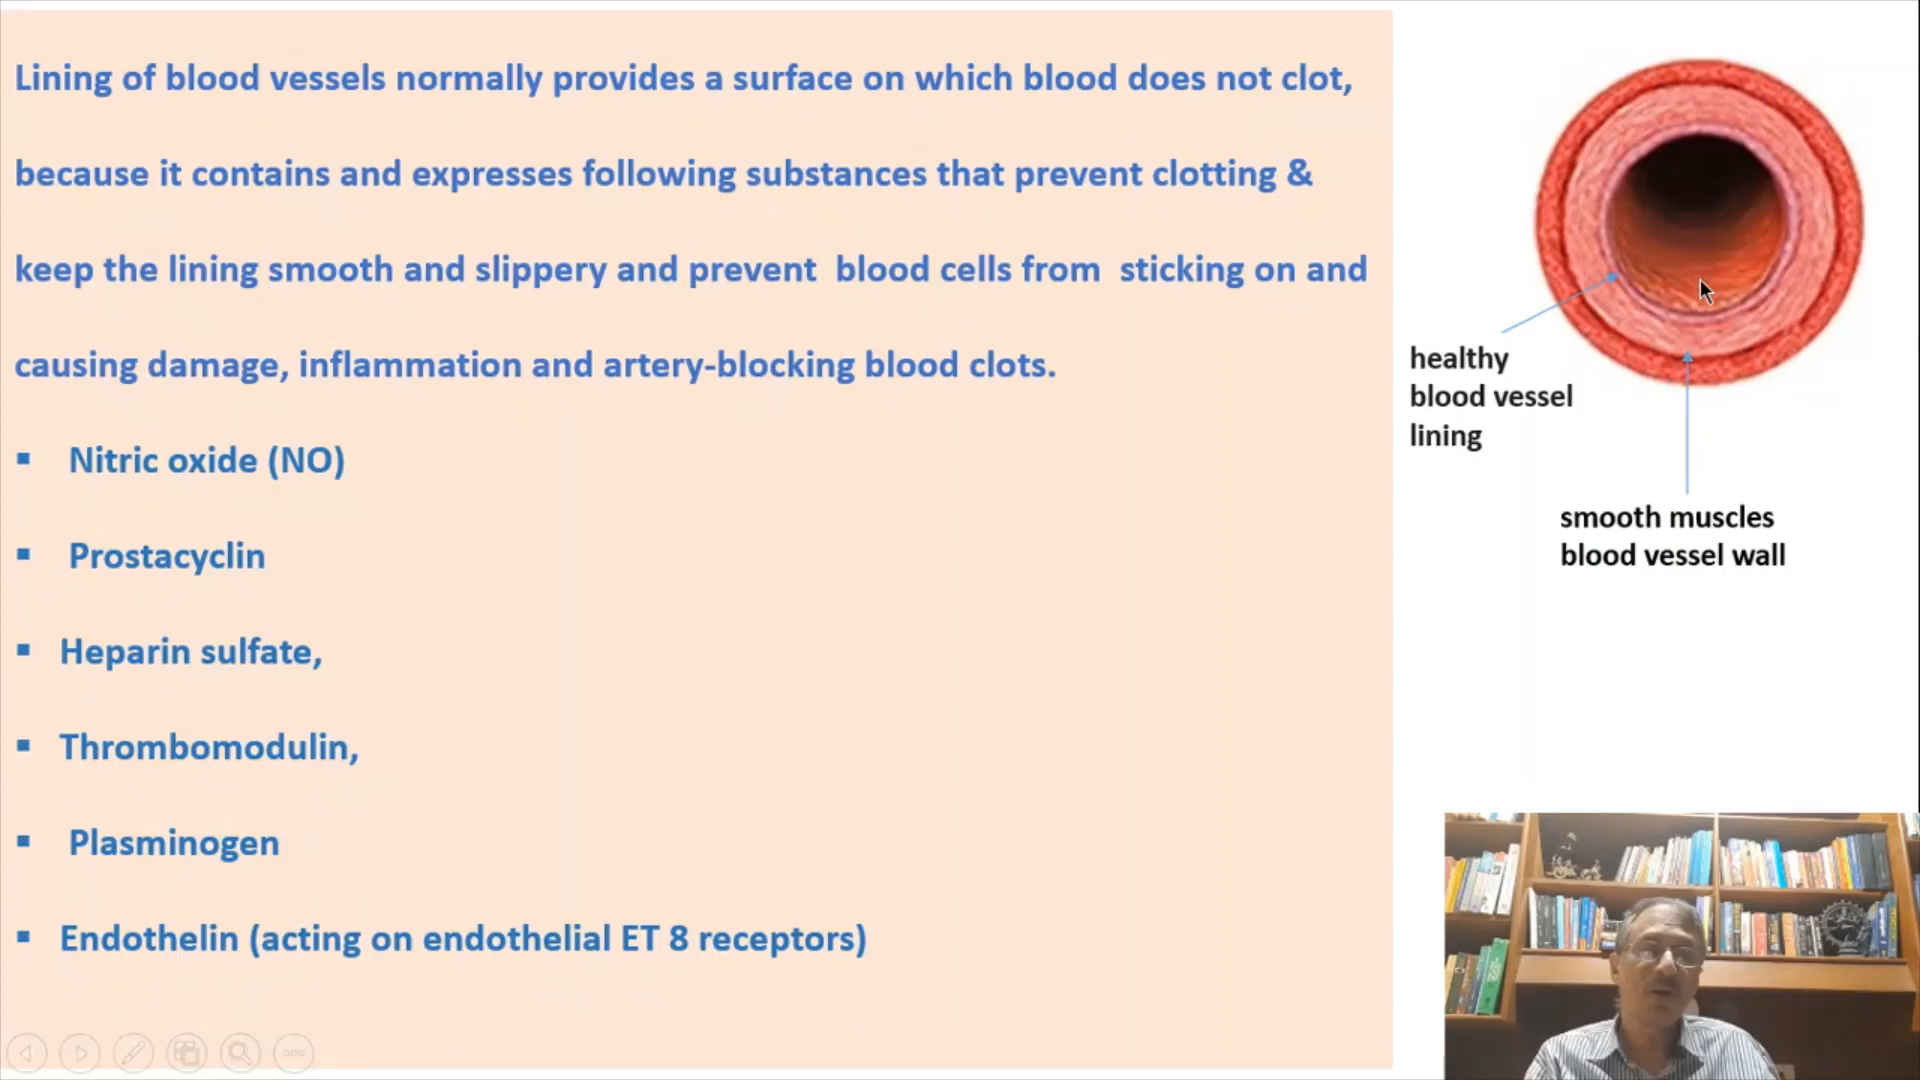 Lining of blood vessels normally provides a surface on which blood does not clot,
because it contains and expresses following substances that prevent clotting &
keep the lining smooth and slippery and prevent blood cells from sticking on and
causing damage, inflammation and artery-blocking blood clots.
▪ Nitric oxide (NO)
▪ Prostacyclin
▪ Heparin sulfate,
▪ Thrombomodulin,
▪ Plasminogen
▪ Endothelin (acting on endothelial ET 8 receptors)
healthy
blood vessel
lining
smooth muscles
blood vessel wall